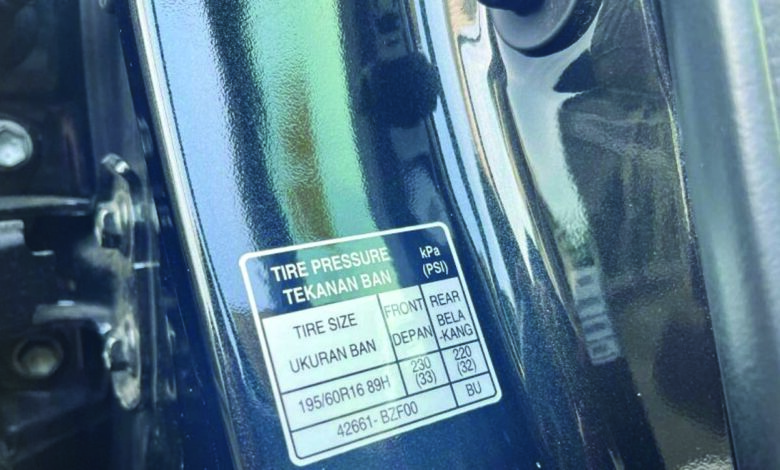 TIRE PRESSURE kPa
TEKANAN BAN (PSI)
TIRE SIZE FRONT REAR
UKURAN BAN DEPAN BELA
-KANG
195/60R16 89H 230 220
(33) (32)
42661- BZF00 BU